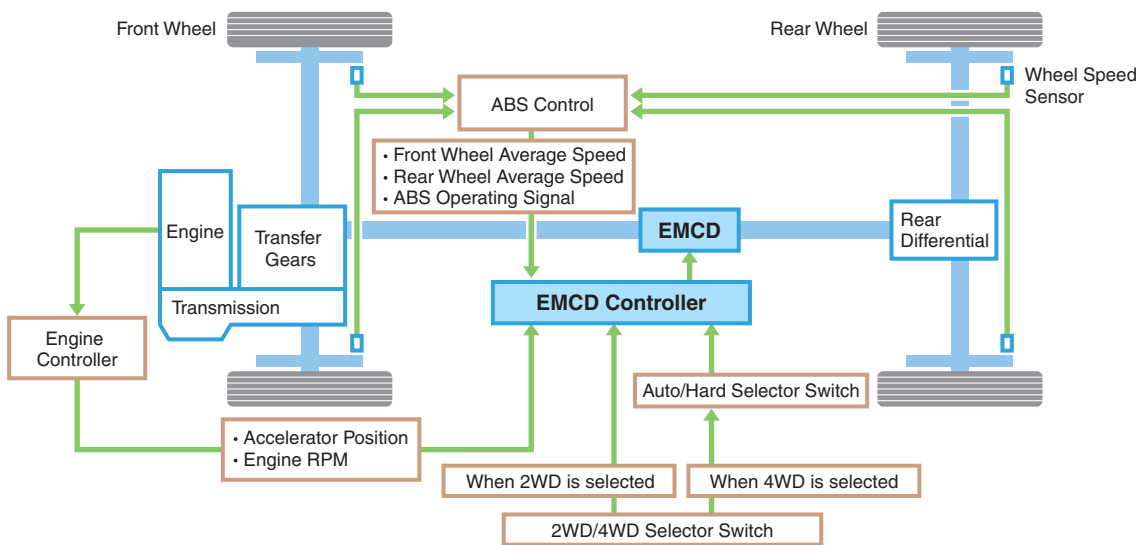 Front Wheel
Rear Wheel
Wheel Speed
Sensor
ABS Control
• Front Wheel Average Speed
• Rear Wheel Average Speed
• ABS Operating Signal
Engine
Transfer
Gears
EMCD
Rear
Differential
Transmission
EMCD Controller
Engine
Controller
Auto/Hard Selector Switch
• Accelerator Position
• Engine RPM
When 2WD is selected
When 4WD is selected
2WD/4WD Selector Switch